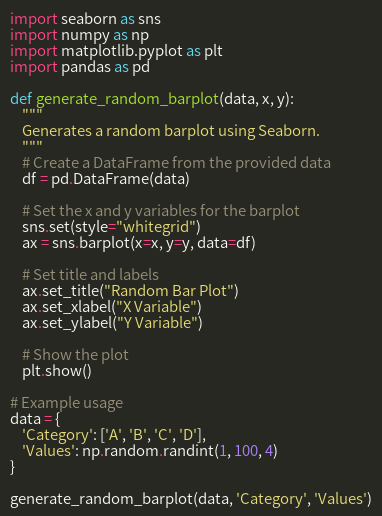 import seaborn as sns
import numpy as np
import matplotlib.pyplot as plt
import pandas as pd

def generate_random_barplot(data, x, y):
    """
    Generates a random barplot using Seaborn.
    """
    # Create a DataFrame from the provided data
    df = pd.DataFrame(data)

    # Set the x and y variables for the barplot
    sns.set(style="whitegrid")
    ax = sns.barplot(x=x, y=y, data=df)

    # Set title and labels
    ax.set_title("Random Bar Plot")
    ax.set_xlabel("X Variable")
    ax.set_ylabel("Y Variable")

    # Show the plot
    plt.show()

# Example usage
data = {
    'Category': ['A', 'B', 'C', 'D'],
    'Values': np.random.randint(1, 100, 4)
}

generate_random_barplot(data, 'Category', 'Values')